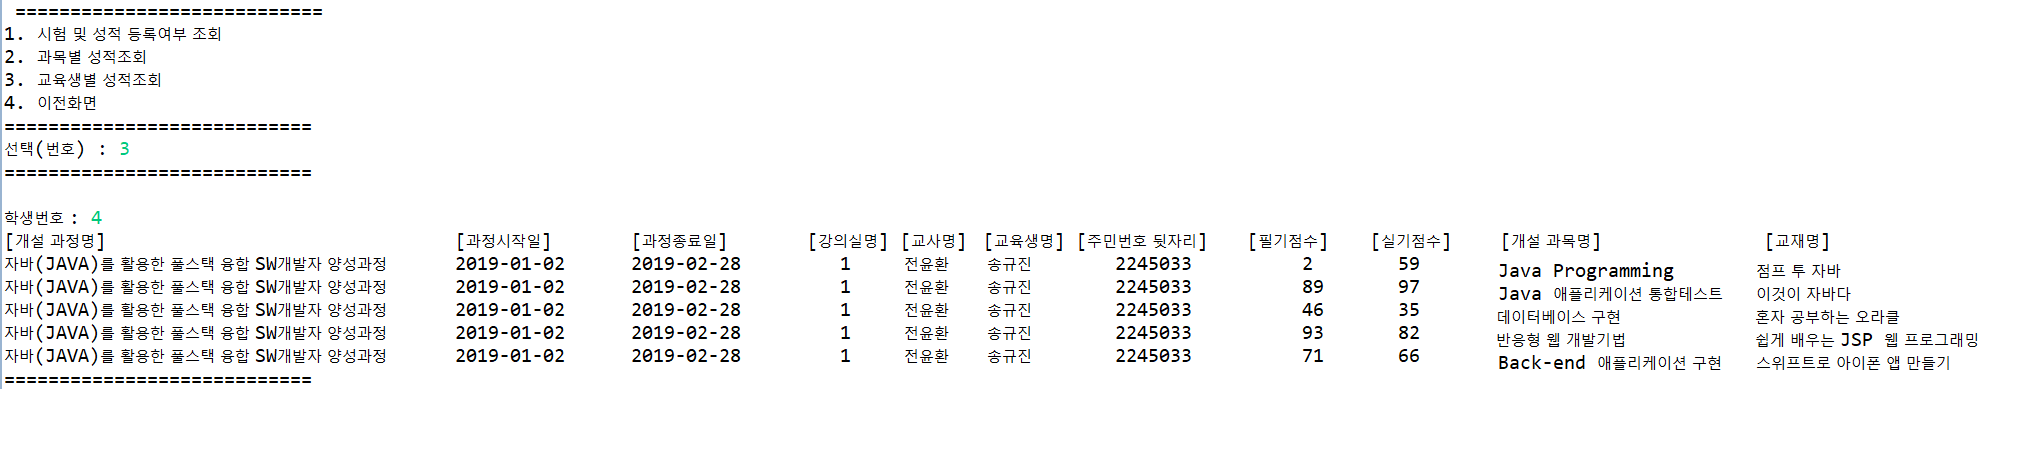 ============================
1. 시험 및 성적 등록여부 조회
2. 과목별 성적조회
3. 교육생별 성적조회
4. 이전화면
============================
선택(번호) : 3
============================
학생번호 : 4
[개설 과정명] [과정시작일] [과정종료일] [강의실명] [교사명] [교육생명] [주민번호 뒷자리] [필기점수] [실기점수] [개설 과목명] [교재명]
자바(JAVA)를 활용한 풀스택 융합 SW개발자 양성과정 2019-01-02 2019-02-28 1 전윤환 송규진 2245033 2 59 Java Programming 점프 투 자바
자바(JAVA)를 활용한 풀스택 융합 SW개발자 양성과정 2019-01-02 2019-02-28 1 전윤환 송규진 2245033 89 97 Java 애플리케이션 통합테스트 이것이 자바다
자바(JAVA)를 활용한 풀스택 융합 SW개발자 양성과정 2019-01-02 2019-02-28 1 전윤환 송규진 2245033 46 35 데이터베이스 구현 혼자 공부하는 오라클
자바(JAVA)를 활용한 풀스택 융합 SW개발자 양성과정 2019-01-02 2019-02-28 1 전윤환 송규진 2245033 93 82 반응형 웹 개발기법 쉽게 배우는 JSP 웹 프로그래밍
자바(JAVA)를 활용한 풀스택 융합 SW개발자 양성과정 2019-01-02 2019-02-28 1 전윤환 송규진 2245033 71 66 Back-end 애플리케이션 구현 스위프트로 아이폰 앱 만들기
============================